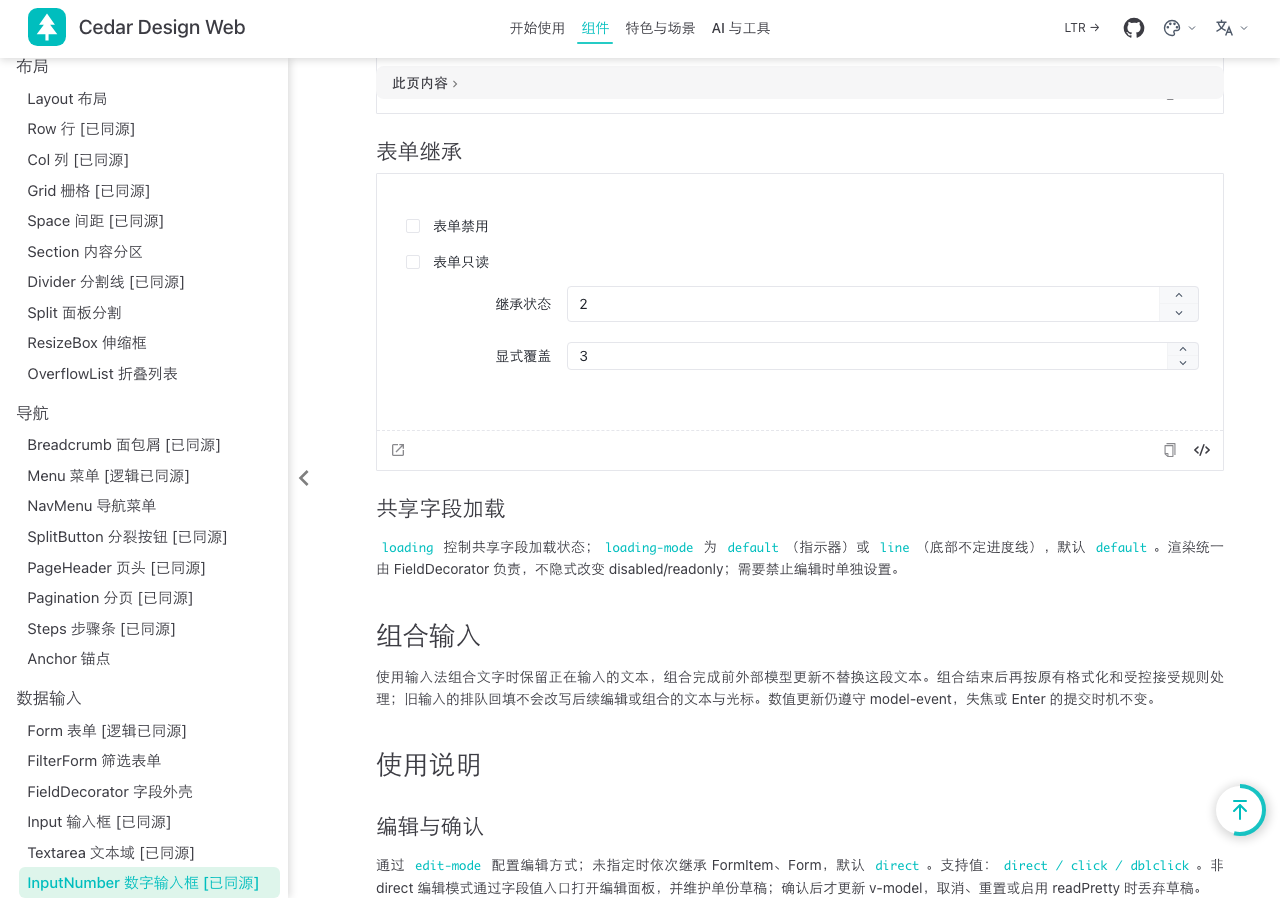 Cedar Design Web
开始使用 组件 特色与场景 AI 与工具
LTR
布局
Layout 布局
Row 行 [已同源]
Col 列 [已同源]
Grid 栅格 [已同源]
Space 间距 [已同源]
Section 内容分区
Divider 分割线 [已同源]
Split 面板分割
ResizeBox 伸缩框
OverflowList 折叠列表
导航
Breadcrumb 面包屑 [已同源]
Menu 菜单 [逻辑已同源]
NavMenu 导航菜单
SplitButton 分裂按钮 [已同源]
PageHeader 页头 [已同源]
Pagination 分页 [已同源]
Steps 步骤条 [已同源]
Anchor 锚点
数据输入
Form 表单 [逻辑已同源]
FilterForm 筛选表单
FieldDecorator 字段外壳
Input 输入框 [已同源]
Textarea 文本域 [已同源]
InputNumber 数字输入框 [已同源]
此页内容
表单继承
表单禁用
表单只读
继承状态 2
显式覆盖 3
共享字段加载
loading 控制共享字段加载状态；loading-mode 为 default （指示器）或 line （底部不定进度线），默认 default 。渲染统一
由 FieldDecorator 负责，不隐式改变 disabled/readonly；需要禁止编辑时单独设置。
组合输入
使用输入法组合文字时保留正在输入的文本，组合完成前外部模型更新不替换这段文本。组合结束后再按原有格式化和受控接受规则处
理；旧输入的排队回填不会改写后续编辑或组合的文本与光标。数值更新仍遵守 model-event，失焦或 Enter 的提交时机不变。
使用说明
编辑与确认
通过 edit-mode 配置编辑方式；未指定时依次继承 FormItem、Form，默认 direct 。支持值： direct / click / dblclick 。非
direct 编辑模式通过字段值入口打开编辑面板，并维护单份草稿；确认后才更新 v-model，取消、重置或启用 readPretty 时丢弃草稿。